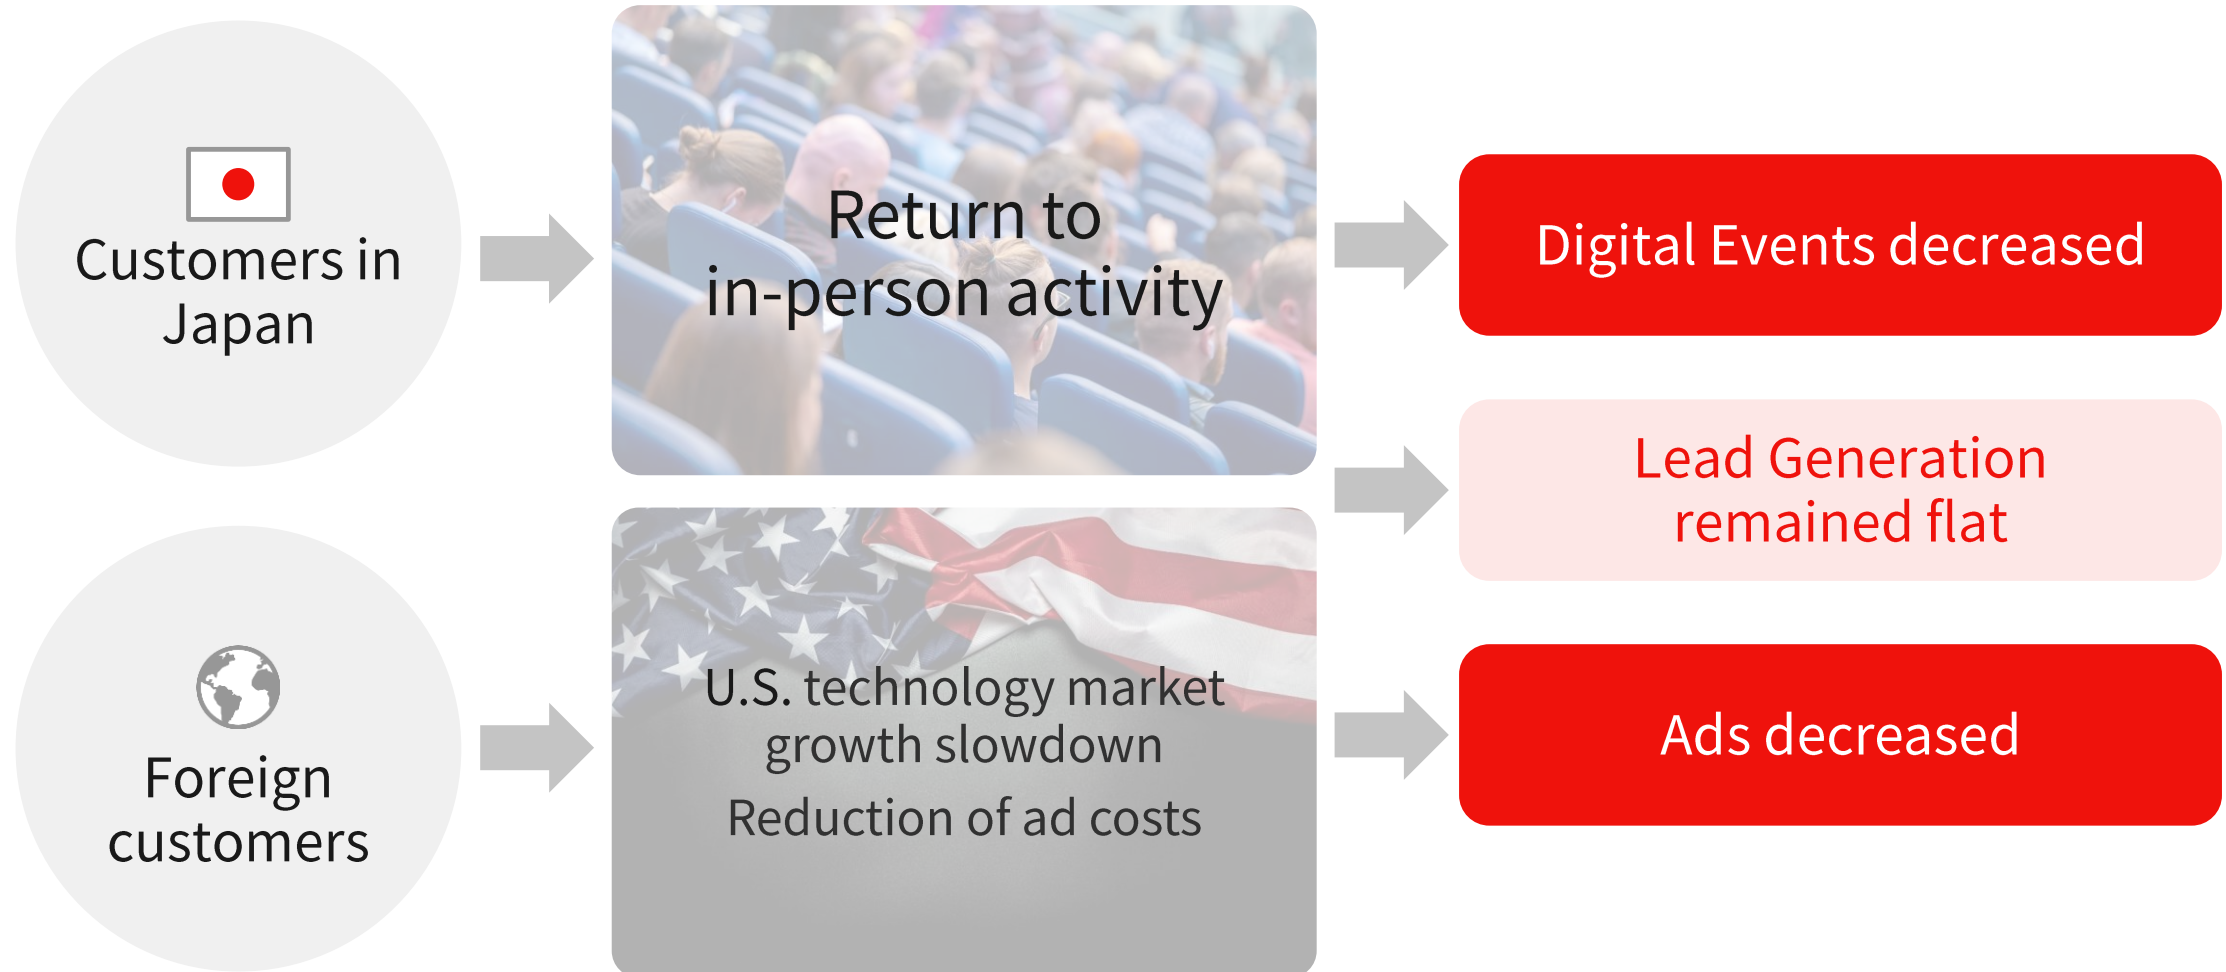 Customers in
Japan
Return to
in-person activity
Digital Events decreased
Lead Generation
remained flat
Foreign
customers
U.S. technology market
growth slowdown
Reduction of ad costs
Ads decreased